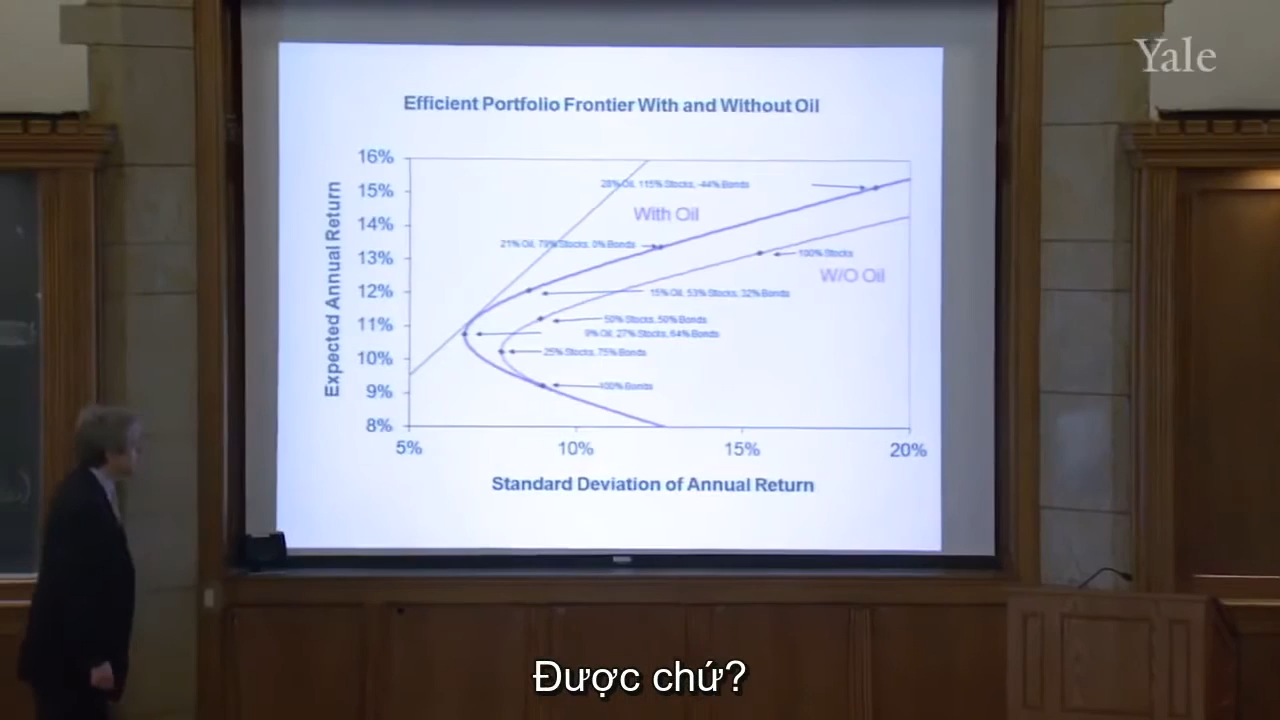 Yale
Efficient Portfolio Frontier With and Without Oil
Expected Annual Return
16%
15%
14%
13%
12%
11%
10%
9%
8%
28% Oil, 115% Stocks, -44% Bonds
With Oil
21% Oil, 79% Stocks, 0% Bonds
100% Stocks
W/O Oil
15% Oil, 53% Stocks, 32% Bonds
50% Stocks, 50% Bonds
9% Oil, 27% Stocks, 64% Bonds
25% Stocks, 75% Bonds
100% Bonds
5%
10%
15%
20%
Standard Deviation of Annual Return
Được chứ?